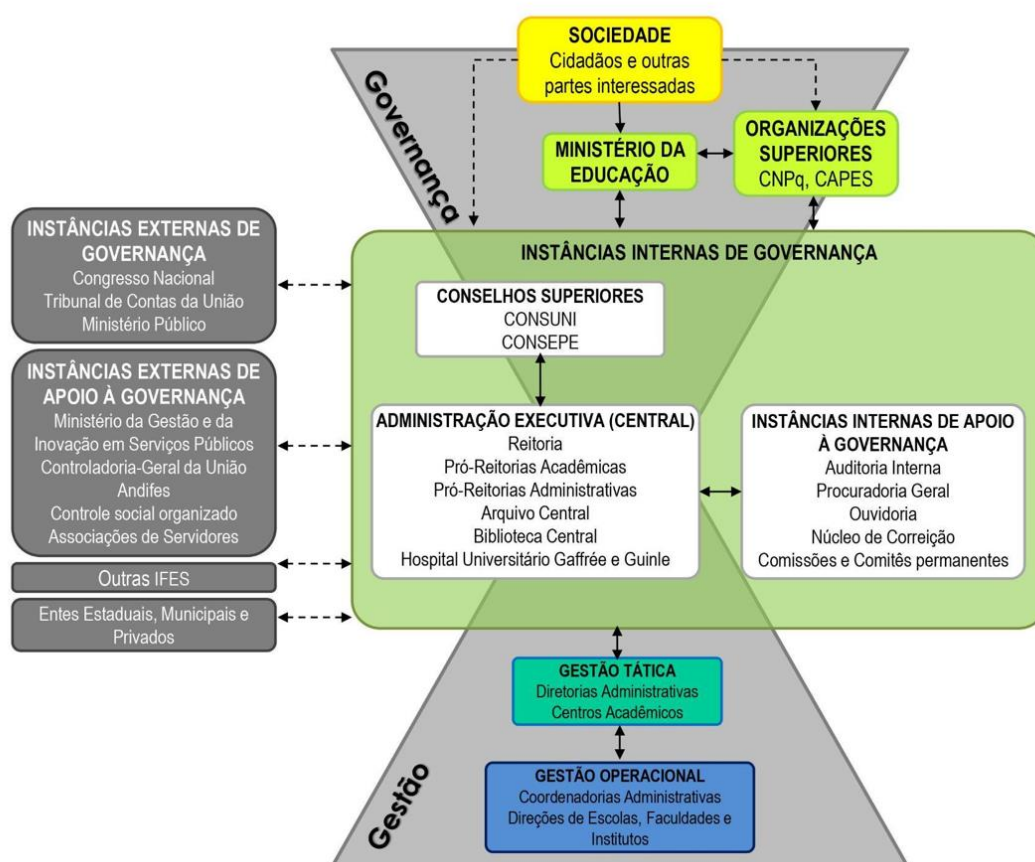 SOCIEDADE
Cidadãos e outras
partes interessadas
Governança
MINISTÉRIO DA
EDUCAÇÃO
ORGANIZAÇÕES
SUPERIORES
CNPq, CAPES
INSTÂNCIAS EXTERNAS DE
GOVERNANÇA
Congresso Nacional
Tribunal de Contas da União
Ministério Público
INSTÂNCIAS EXTERNAS DE
APOIO À GOVERNANÇA
Ministério da Gestão e da
Inovação em Serviços Públicos
Controladoria-Geral da União
Andifes
Controle social organizado
Associações de Servidores
Outras IFES
Entes Estaduais, Municipais e
Privados
INSTÂNCIAS INTERNAS DE GOVERNANÇA
CONSELHOS SUPERIORES
CONSUNI
CONSEPE
ADMINISTRAÇÃO EXECUTIVA (CENTRAL)
Reitoria
Pró-Reitorias Acadêmicas
Pró-Reitorias Administrativas
Arquivo Central
Biblioteca Central
Hospital Universitário Gaffrée e Guinle
INSTÂNCIAS INTERNAS DE APOIO
À GOVERNANÇA
Auditoria Interna
Procuradoria Geral
Ouvidoria
Núcleo de Correição
Comissões e Comitês permanentes
GESTÃO TÁTICA
Diretorias Administrativas
Centros Acadêmicos
GESTÃO OPERACIONAL
Coordenadorias Administrativas
Direções de Escolas, Faculdades e
Institutos
Gestão